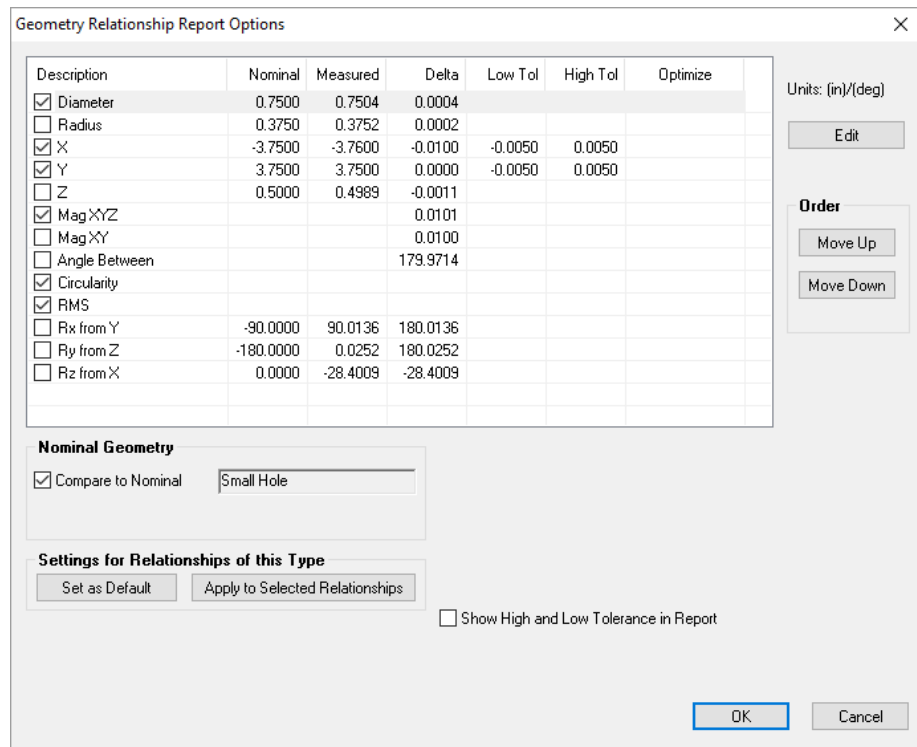 Geometry Relationship Report Options
Description Nominal Measured Delta Low Tol High Tol Optimize
Diameter 0.7500 0.7504 0.0004
Radius 0.3750 0.3752 0.0002
X -3.7500 -3.7600 -0.0100 -0.0050 0.0050
Y 3.7500 3.7500 0.0000 -0.0050 0.0050
Z 0.5000 0.4989 -0.0011
Mag XYZ 0.0101
Mag XY 0.0100
Angle Between 179.9714
Circularity
RMS
Rx from Y -90.0000 90.0136 180.0136
Ry from Z -180.0000 0.0252 180.0252
Rz from X 0.0000 -28.4009 -28.4009
Units: (in)/(deg)
Edit
Order
Move Up
Move Down
Nominal Geometry
Compare to Nominal Small Hole
Settings for Relationships of this Type
Set as Default Apply to Selected Relationships
Show High and Low Tolerance in Report
OK Cancel